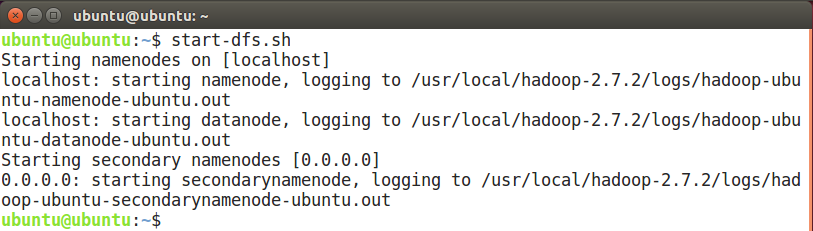 ubuntu@ubuntu: ~
ubuntu@ubuntu:~$ start-dfs.sh
Starting namenodes on [localhost]
localhost: starting namenode, logging to /usr/local/hadoop-2.7.2/logs/hadoop-ubu
ntu-namenode-ubuntu.out
localhost: starting datanode, logging to /usr/local/hadoop-2.7.2/logs/hadoop-ubu
ntu-datanode-ubuntu.out
Starting secondary namenodes [0.0.0.0]
0.0.0.0: starting secondarynamenode, logging to /usr/local/hadoop-2.7.2/logs/had
oop-ubuntu-secondarynamenode-ubuntu.out
ubuntu@ubuntu:~$